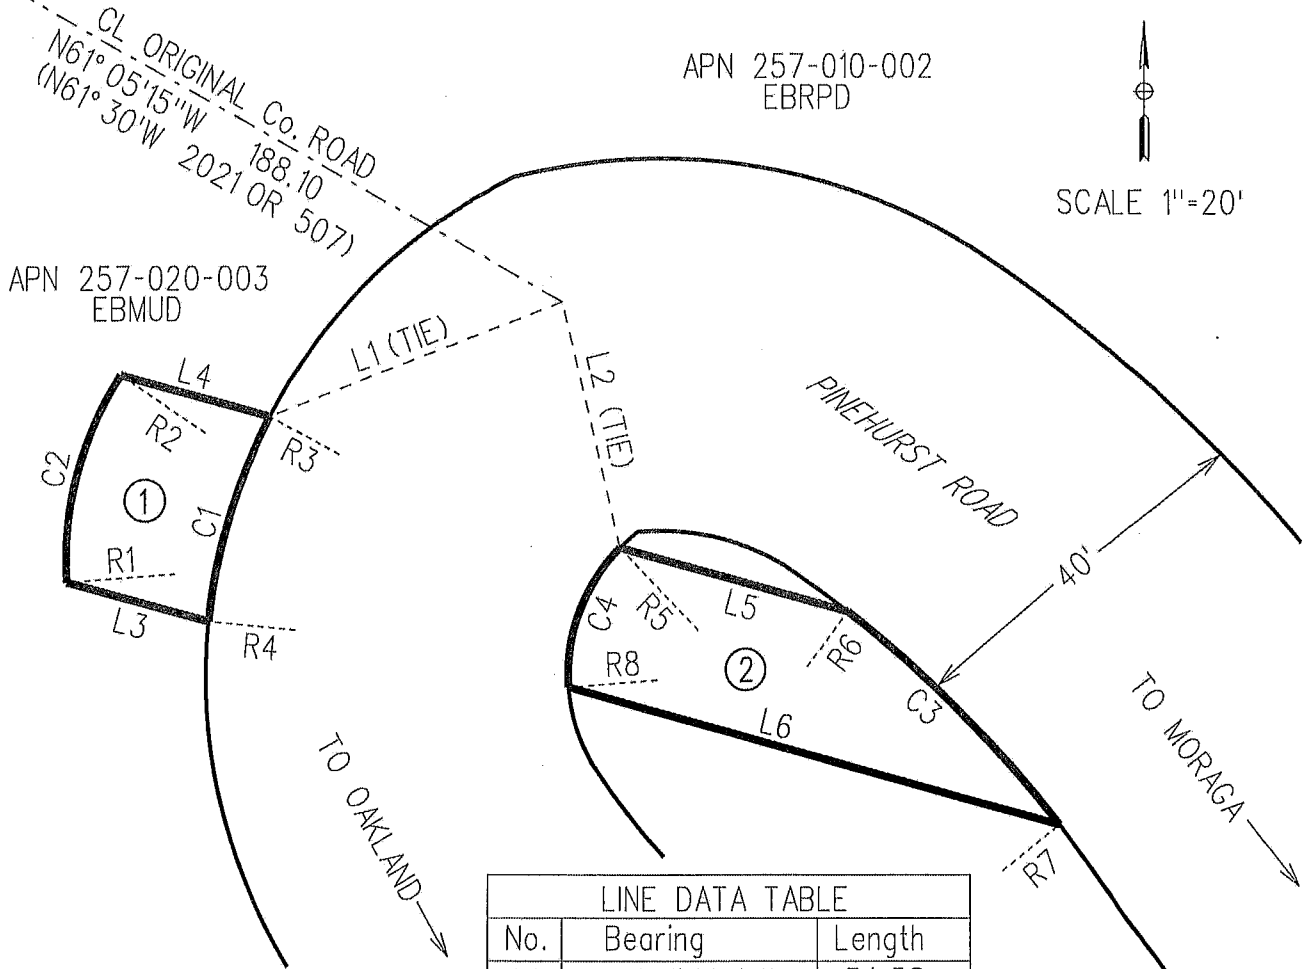 CL ORIGINAL Co. ROAD
N61°05'15"W 188.10
(N61°30'W 2021 OR 507)
APN 257-010-002
EBRPD
SCALE 1"=20'
APN 257-020-003
EBMUD
L1 (TIE)
L2 (TIE)
L4
R2
R3
C2
1
C1
R1
L3
R4
PINEHURST ROAD
40'
C4
R5
L5
R6
R8
2
C3
L6
R7
TO OAKLAND
TO MORAGA
LINE DATA TABLE
No. Bearing Length